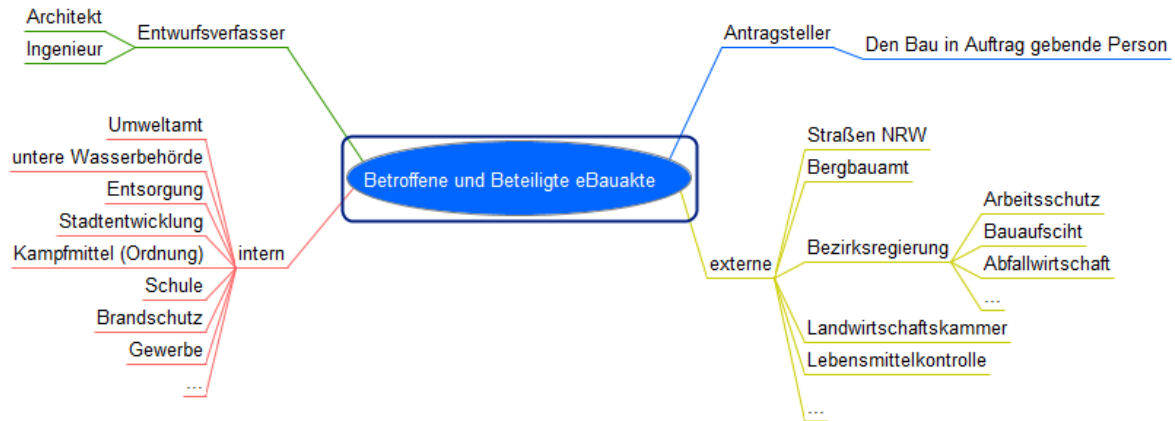 Architekt
Ingenieur
Entwurfsverfasser
Antragsteller
Den Bau in Auftrag gebende Person
Betroffene und Beteiligte eBauakte
Umweltamt
untere Wasserbehörde
Entsorgung
Stadtentwicklung
Kampfmittel (Ordnung)
Schule
Brandschutz
Gewerbe
...
intern
externe
Straßen NRW
Bergbauamt
Bezirksregierung
Arbeitsschutz
Bauaufsciht
Abfallwirtschaft
...
Landwirtschaftskammer
Lebensmittelkontrolle
...